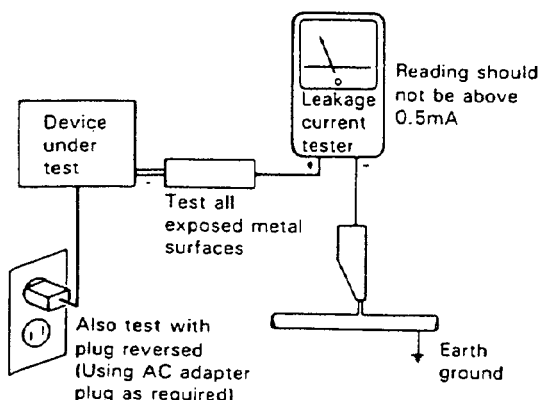 Leakage
current
tester
Reading should
not be above
0.5mA
Device
under
test
Test all
exposed metal
surfaces
Also test with
plug reversed
(Using AC adapter
plug as required)
Earth
ground